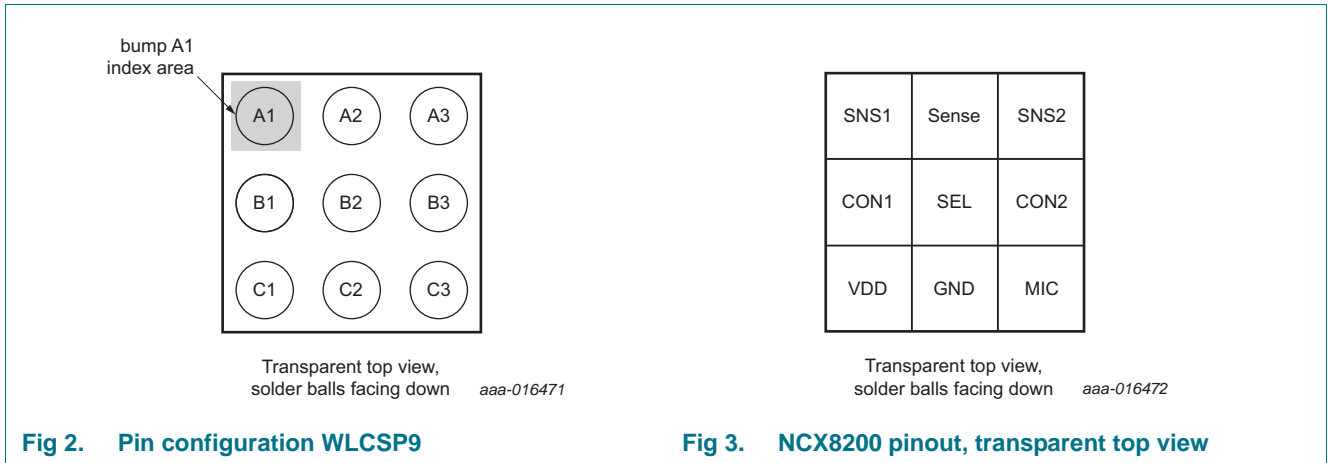 bump A1
index area
A1 A2 A3
B1 B2 B3
C1 C2 C3
Transparent top view,
solder balls facing down aaa-016471
Fig 2. Pin configuration WLCSP9
SNS1 Sense SNS2
CON1 SEL CON2
VDD GND MIC
Transparent top view,
solder balls facing down aaa-016472
Fig 3. NCX8200 pinout, transparent top view